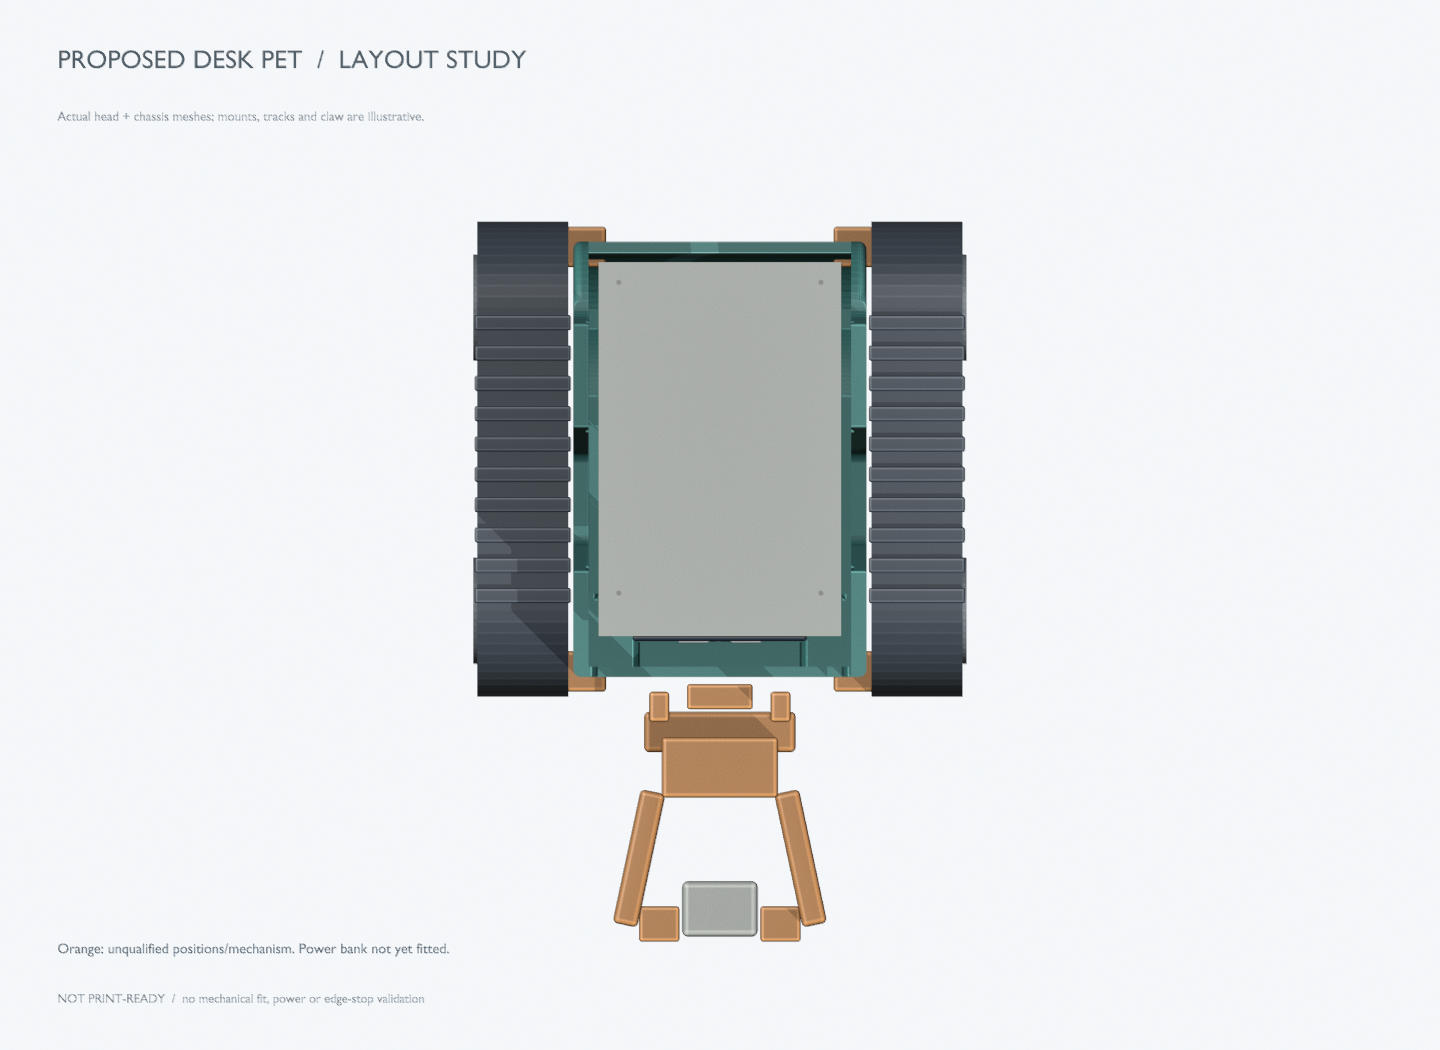 PROPOSED DESK PET / LAYOUT STUDY
Actual head + chassis meshes; mounts, tracks and claw are illustrative.
Orange: unqualified positions/mechanism. Power bank not yet fitted.
NOT PRINT-READY / no mechanical fit, power or edge-stop validation